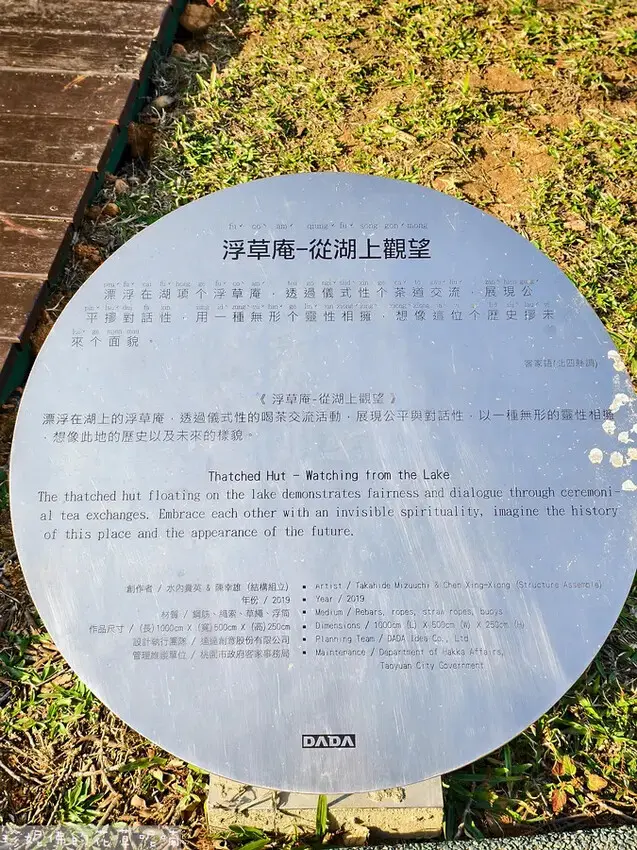 浮草庵-從湖上觀望
漂浮在湖項个浮草庵，透過儀式性个茶道交流，展現公
平摎對話性，用一種無形个靈性相擁，想像這位个歷史摎未
來个面貌。
客家語(北四縣調)
《 浮草庵-從湖上觀望 》
漂浮在湖上的浮草庵，透過儀式性的喝茶交流活動，展現公平與對話性，以一種無形的靈性相擁
，想像此地的歷史以及未來的樣貌。
Thatched Hut - Watching from the Lake
The thatched hut floating on the lake demonstrates fairness and dialogue through ceremoni-
al tea exchanges. Embrace each other with an invisible spirituality, imagine the history
of this place and the appearance of the future.
創作者 / 水內貴英 & 陳幸雄 (結構組立) ▪ Artist / Takahide Mizuuchi & Chen Xing-Xiong (Structure Assemble)
年份 / 2019 ▪ Year / 2019
材質 / 鋼筋、繩索、草繩、浮筒 ▪ Medium / Rebars, ropes, straw ropes, buoys
作品尺寸 / (長)1000cm X (寬)500cm X (高)250cm ▪ Dimensions / 1000cm (L) X 500cm (W) X 250cm (H)
設計執行團隊 / 達達創意股份有限公司 ▪ Planning Team / DADA Idea Co., Ltd
管理維護單位 / 桃園市政府客家事務局 ▪ Maintenance / Department of Hakka Affairs,
Taoyuan City Government
DADA